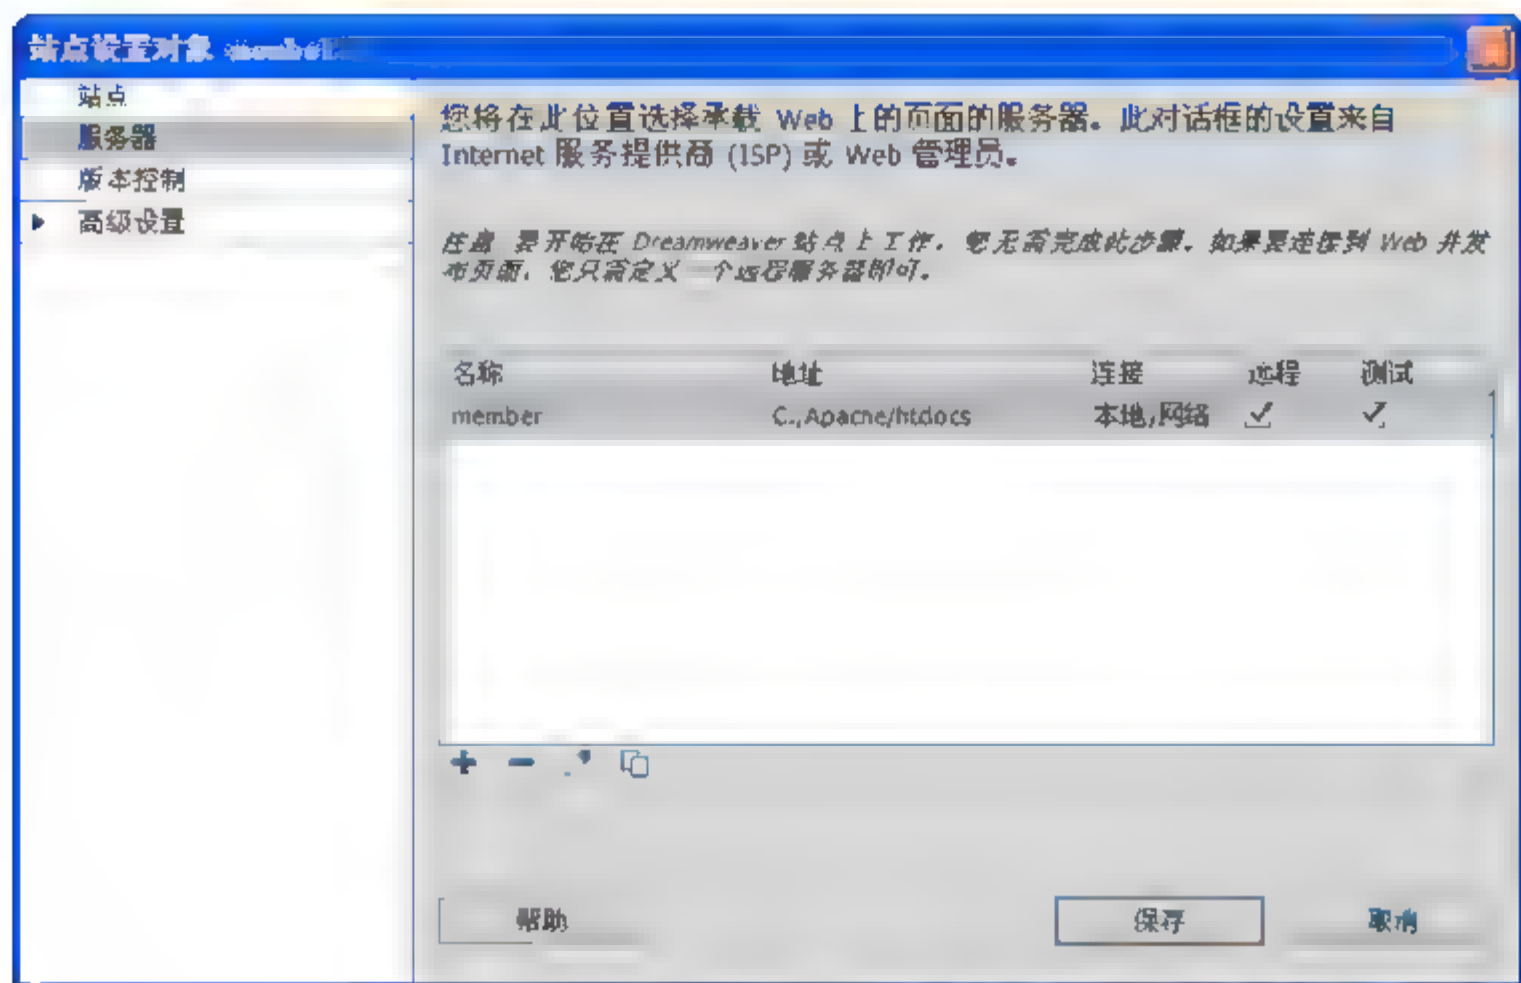 站点设置对象
站点
服务器
版本控制
高级设置
您将在此位置选择承载 Web 上的页面的服务器。此对话框的设置来自
Internet 服务提供商 (ISP) 或 Web 管理员。
注意: 要开始在 Dreamweaver 站点上工作，您无需完成此步骤。如果要连接到 Web 并发
布页面，您只需定义一个远程服务器即可。
名称 地址 连接 远程 测试
member C:/Apache/htdocs 本地/网络
帮助 保存 取消